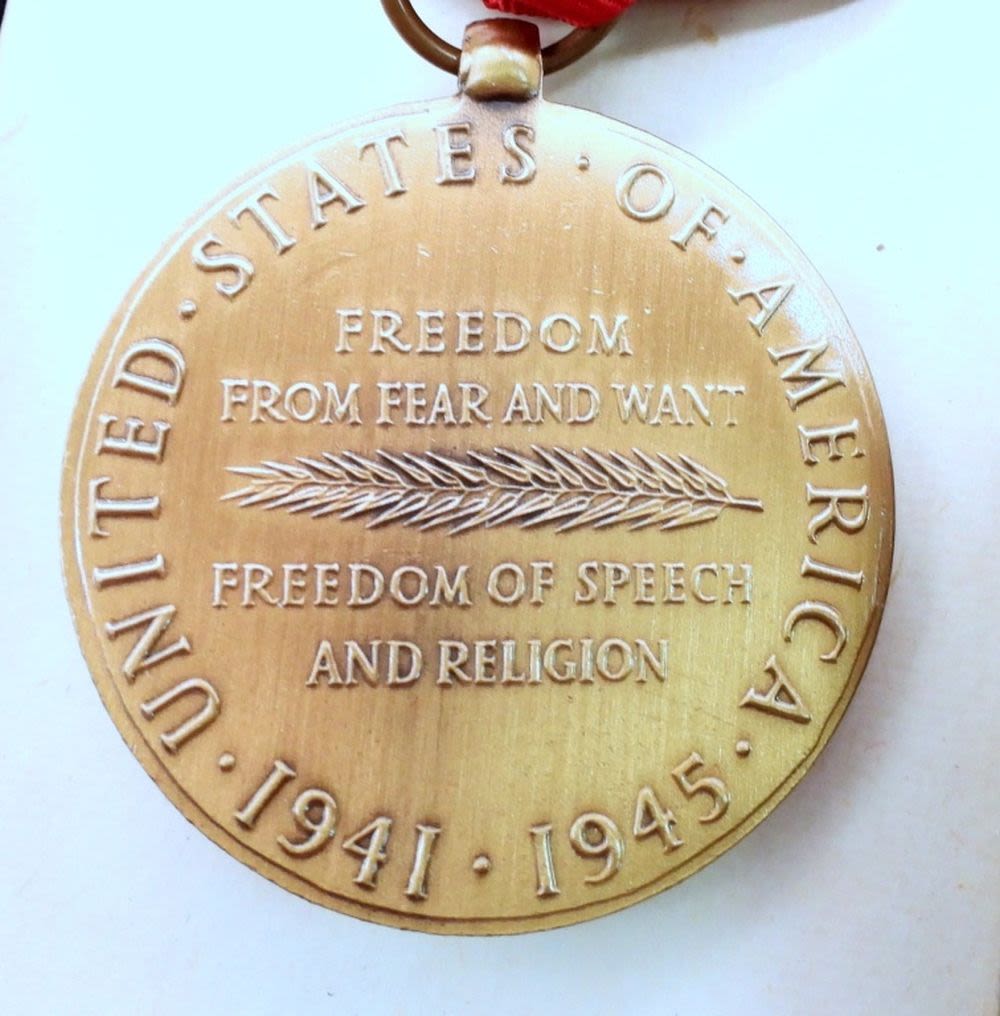 UNITED · STATES · OF · AMERICA
FREEDOM
FROM FEAR AND WANT
FREEDOM OF SPEECH
AND RELIGION
· 1941 · 1945 ·